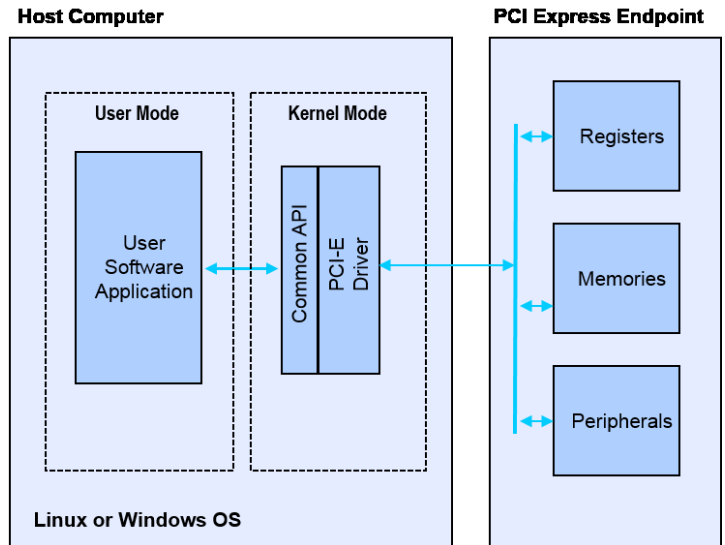 Host Computer
PCI Express Endpoint
User Mode
Kernel Mode
User
Software
Application
Common API
PCI-E
Driver
Registers
Memories
Peripherals
Linux or Windows OS